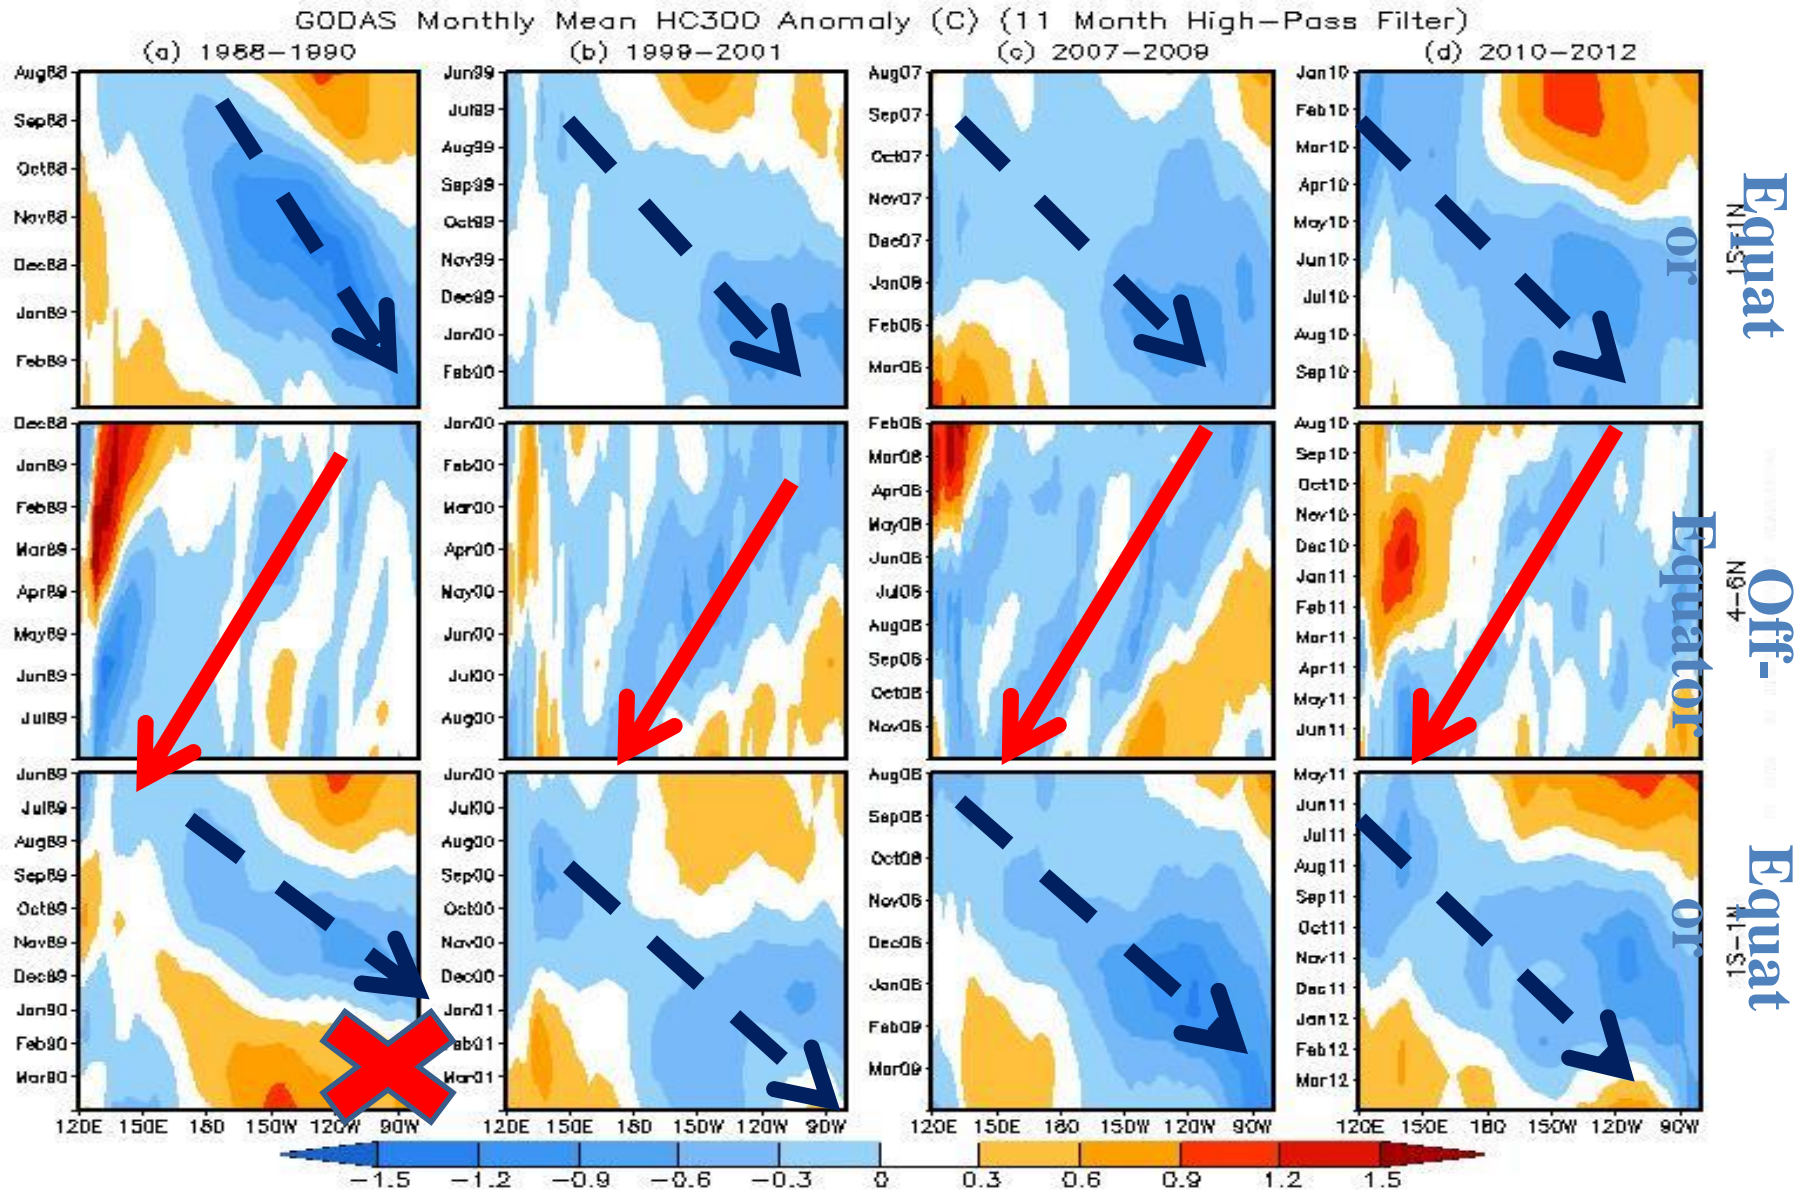 GODAS Monthly Mean HC300 Anomaly (C) (11 Month High-Pass Filter)
(a) 1988-1990 (b) 1999-2001 (c) 2007-2009 (d) 2010-2012
Aug88
Sep88
Oct88
Nov88
Dec88
Jan89
Feb89
Jun99
Jul99
Aug99
Sep99
Oct99
Nov99
Dec99
Jan00
Feb00
Aug07
Sep07
Oct07
Nov07
Dec07
Jan08
Feb08
Mar08
Jan10
Feb10
Mar10
Apr10
May10
Jun10
Jul10
Aug10
Sep10
1S-1N
Equat
or
Dec88
Jan89
Feb89
Mar89
Apr89
May89
Jun89
Jul89
Jan00
Feb00
Mar00
Apr00
May00
Jun00
Jul00
Aug00
Feb08
Mar08
Apr08
May08
Jun08
Jul08
Aug08
Sep08
Oct08
Nov08
Aug10
Sep10
Oct10
Nov10
Dec10
Jan11
Feb11
Mar11
Apr11
May11
Jun11
4-6N
Off-
Equator
Jun89
Jul89
Aug89
Sep89
Oct89
Nov89
Dec89
Jan90
Feb90
Mar90
Jun00
Jul00
Aug00
Sep00
Oct00
Nov00
Dec00
Jan01
eb01
Mar01
Aug08
Sep08
Oct08
Nov08
Dec08
Jan08
Feb09
Mar09
May11
Jun11
Jul11
Aug11
Sep11
Oct11
Nov11
Dec11
Jan12
Feb12
Mar12
1S-1N
Equat
or
120E 150E 180 150W 120W 90W 120E 150E 180 150W 120W 90W 120E 150E 180 150W 120W 90W 120E 150E 180 150W 120W 90W
-1.5 -1.2 -0.9 -0.6 -0.3 0 0.3 0.6 0.9 1.2 1.5